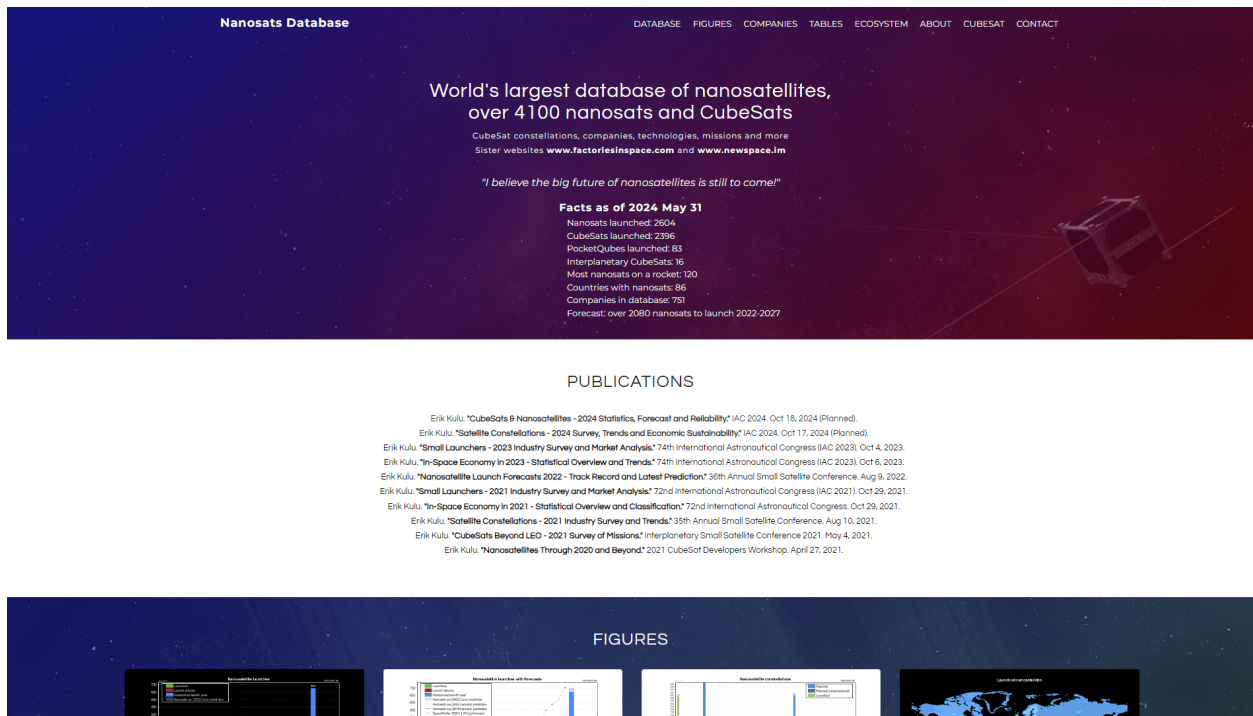 Nanosats Database
DATABASE FIGURES COMPANIES TABLES ECOSYSTEM ABOUT CUBESAT CONTACT
World's largest database of nanosatellites,
over 4100 nanosats and CubeSats
CubeSat constellations, companies, technologies, missions and more
Sister websites www.factoriesinspace.com and www.newspace.im
"I believe the big future of nanosatellites is still to come!"
Facts as of 2024 May 31
Nanosats launched: 2604
CubeSats launched: 2396
PocketQubes launched: 83
Interplanetary CubeSats: 16
Most nanosats on a rocket: 120
Countries with nanosats: 86
Companies in database: 751
Forecast: over 2080 nanosats to launch 2022-2027
PUBLICATIONS
Erik Kulu. "CubeSats & Nanosatellites - 2024 Statistics, Forecast and Reliability." IAC 2024. Oct 18, 2024 (Planned).
Erik Kulu. "Satellite Constellations - 2024 Survey, Trends and Economic Sustainability." IAC 2024. Oct 17, 2024 (Planned).
Erik Kulu. "Small Launchers - 2023 Industry Survey and Market Analysis." 74th International Astronautical Congress (IAC 2023). Oct 4, 2023.
Erik Kulu. "In-Space Economy in 2023 - Statistical Overview and Trends." 74th International Astronautical Congress (IAC 2023). Oct 6, 2023.
Erik Kulu. "Nanosatellite Launch Forecasts 2022 - Track Record and Latest Prediction." 36th Annual Small Satellite Conference. Aug 9, 2022.
Erik Kulu. "Small Launchers - 2021 Industry Survey and Market Analysis." 72nd International Astronautical Congress (IAC 2021). Oct 29, 2021.
Erik Kulu. "In-Space Economy in 2021 - Statistical Overview and Classification." 72nd International Astronautical Congress. Oct 29, 2021.
Erik Kulu. "Satellite Constellations - 2021 Industry Survey and Trends." 35th Annual Small Satellite Conference. Aug 10, 2021.
Erik Kulu. "CubeSats Beyond LEO - 2021 Survey of Missions." Interplanetary Small Satellite Conference 2021. May 4, 2021.
Erik Kulu. "Nanosatellites Through 2020 and Beyond." 2021 CubeSat Developers Workshop. April 27, 2021.
FIGURES
Nanosatellite launches
Nanosatellite launches with forecasts
Nanosatellite constellations
Launched nanosatellites